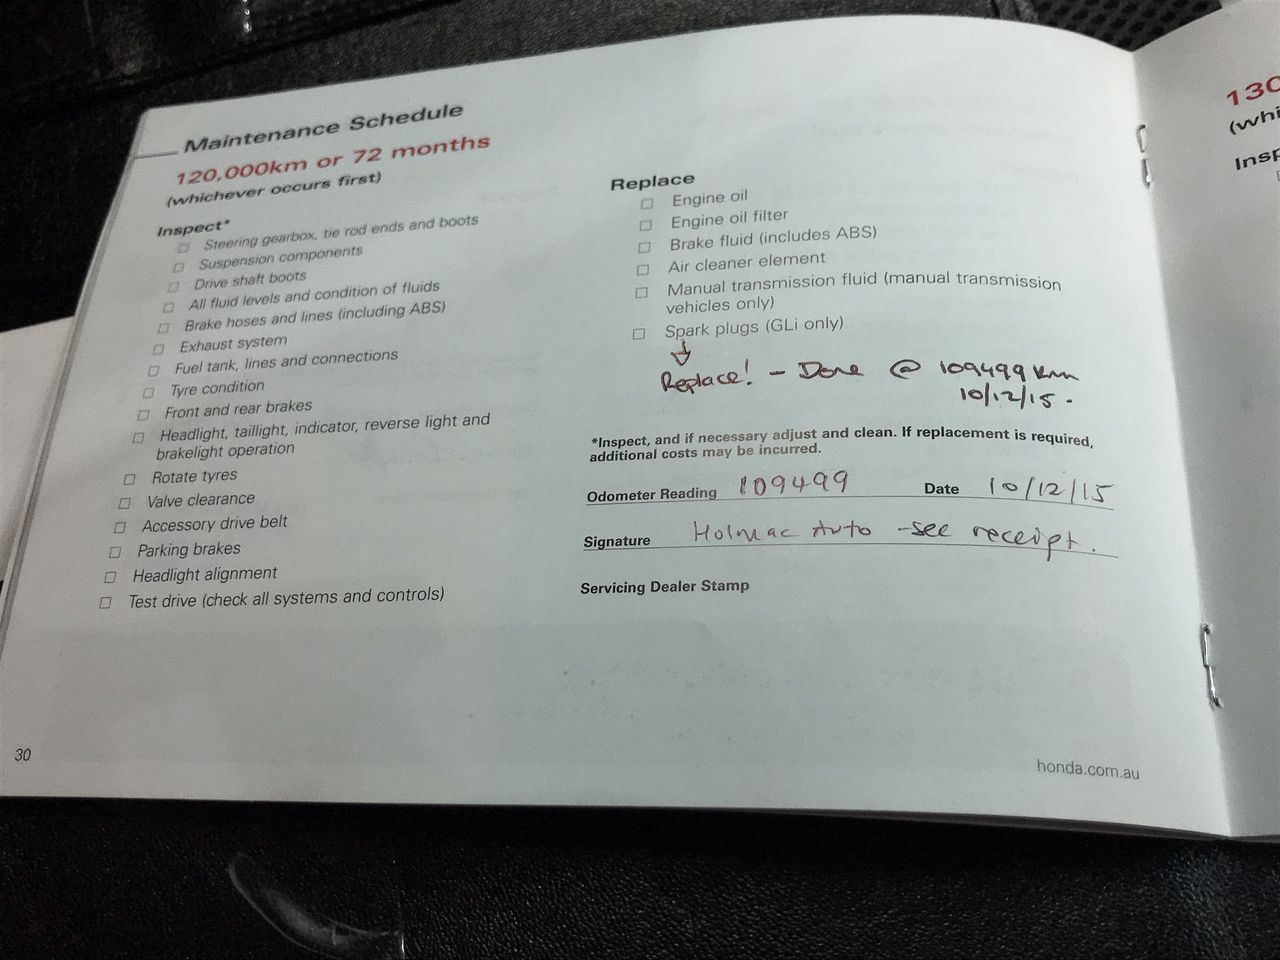 Maintenance Schedule
120,000km or 72 months
(whichever occurs first)
Inspect*
Steering gearbox, tie rod ends and boots
Suspension components
Drive shaft boots
All fluid levels and condition of fluids
Brake hoses and lines (including ABS)
Exhaust system
Fuel tank, lines and connections
Tyre condition
Front and rear brakes
Headlight, taillight, indicator, reverse light and
brakelight operation
Rotate tyres
Valve clearance
Accessory drive belt
Parking brakes
Headlight alignment
Test drive (check all systems and controls)
Replace
Engine oil
Engine oil filter
Brake fluid (includes ABS)
Air cleaner element
Manual transmission fluid (manual transmission
vehicles only)
Spark plugs (GLi only)
Replace! - Done @ 109499 km
10/12/15.
*Inspect, and if necessary adjust and clean. If replacement is required,
additional costs may be incurred.
Odometer Reading 109499 Date 10/12/15
Signature Holmac Auto - see receipt.
Servicing Dealer Stamp
30
honda.com.au
130
(whi
Insp